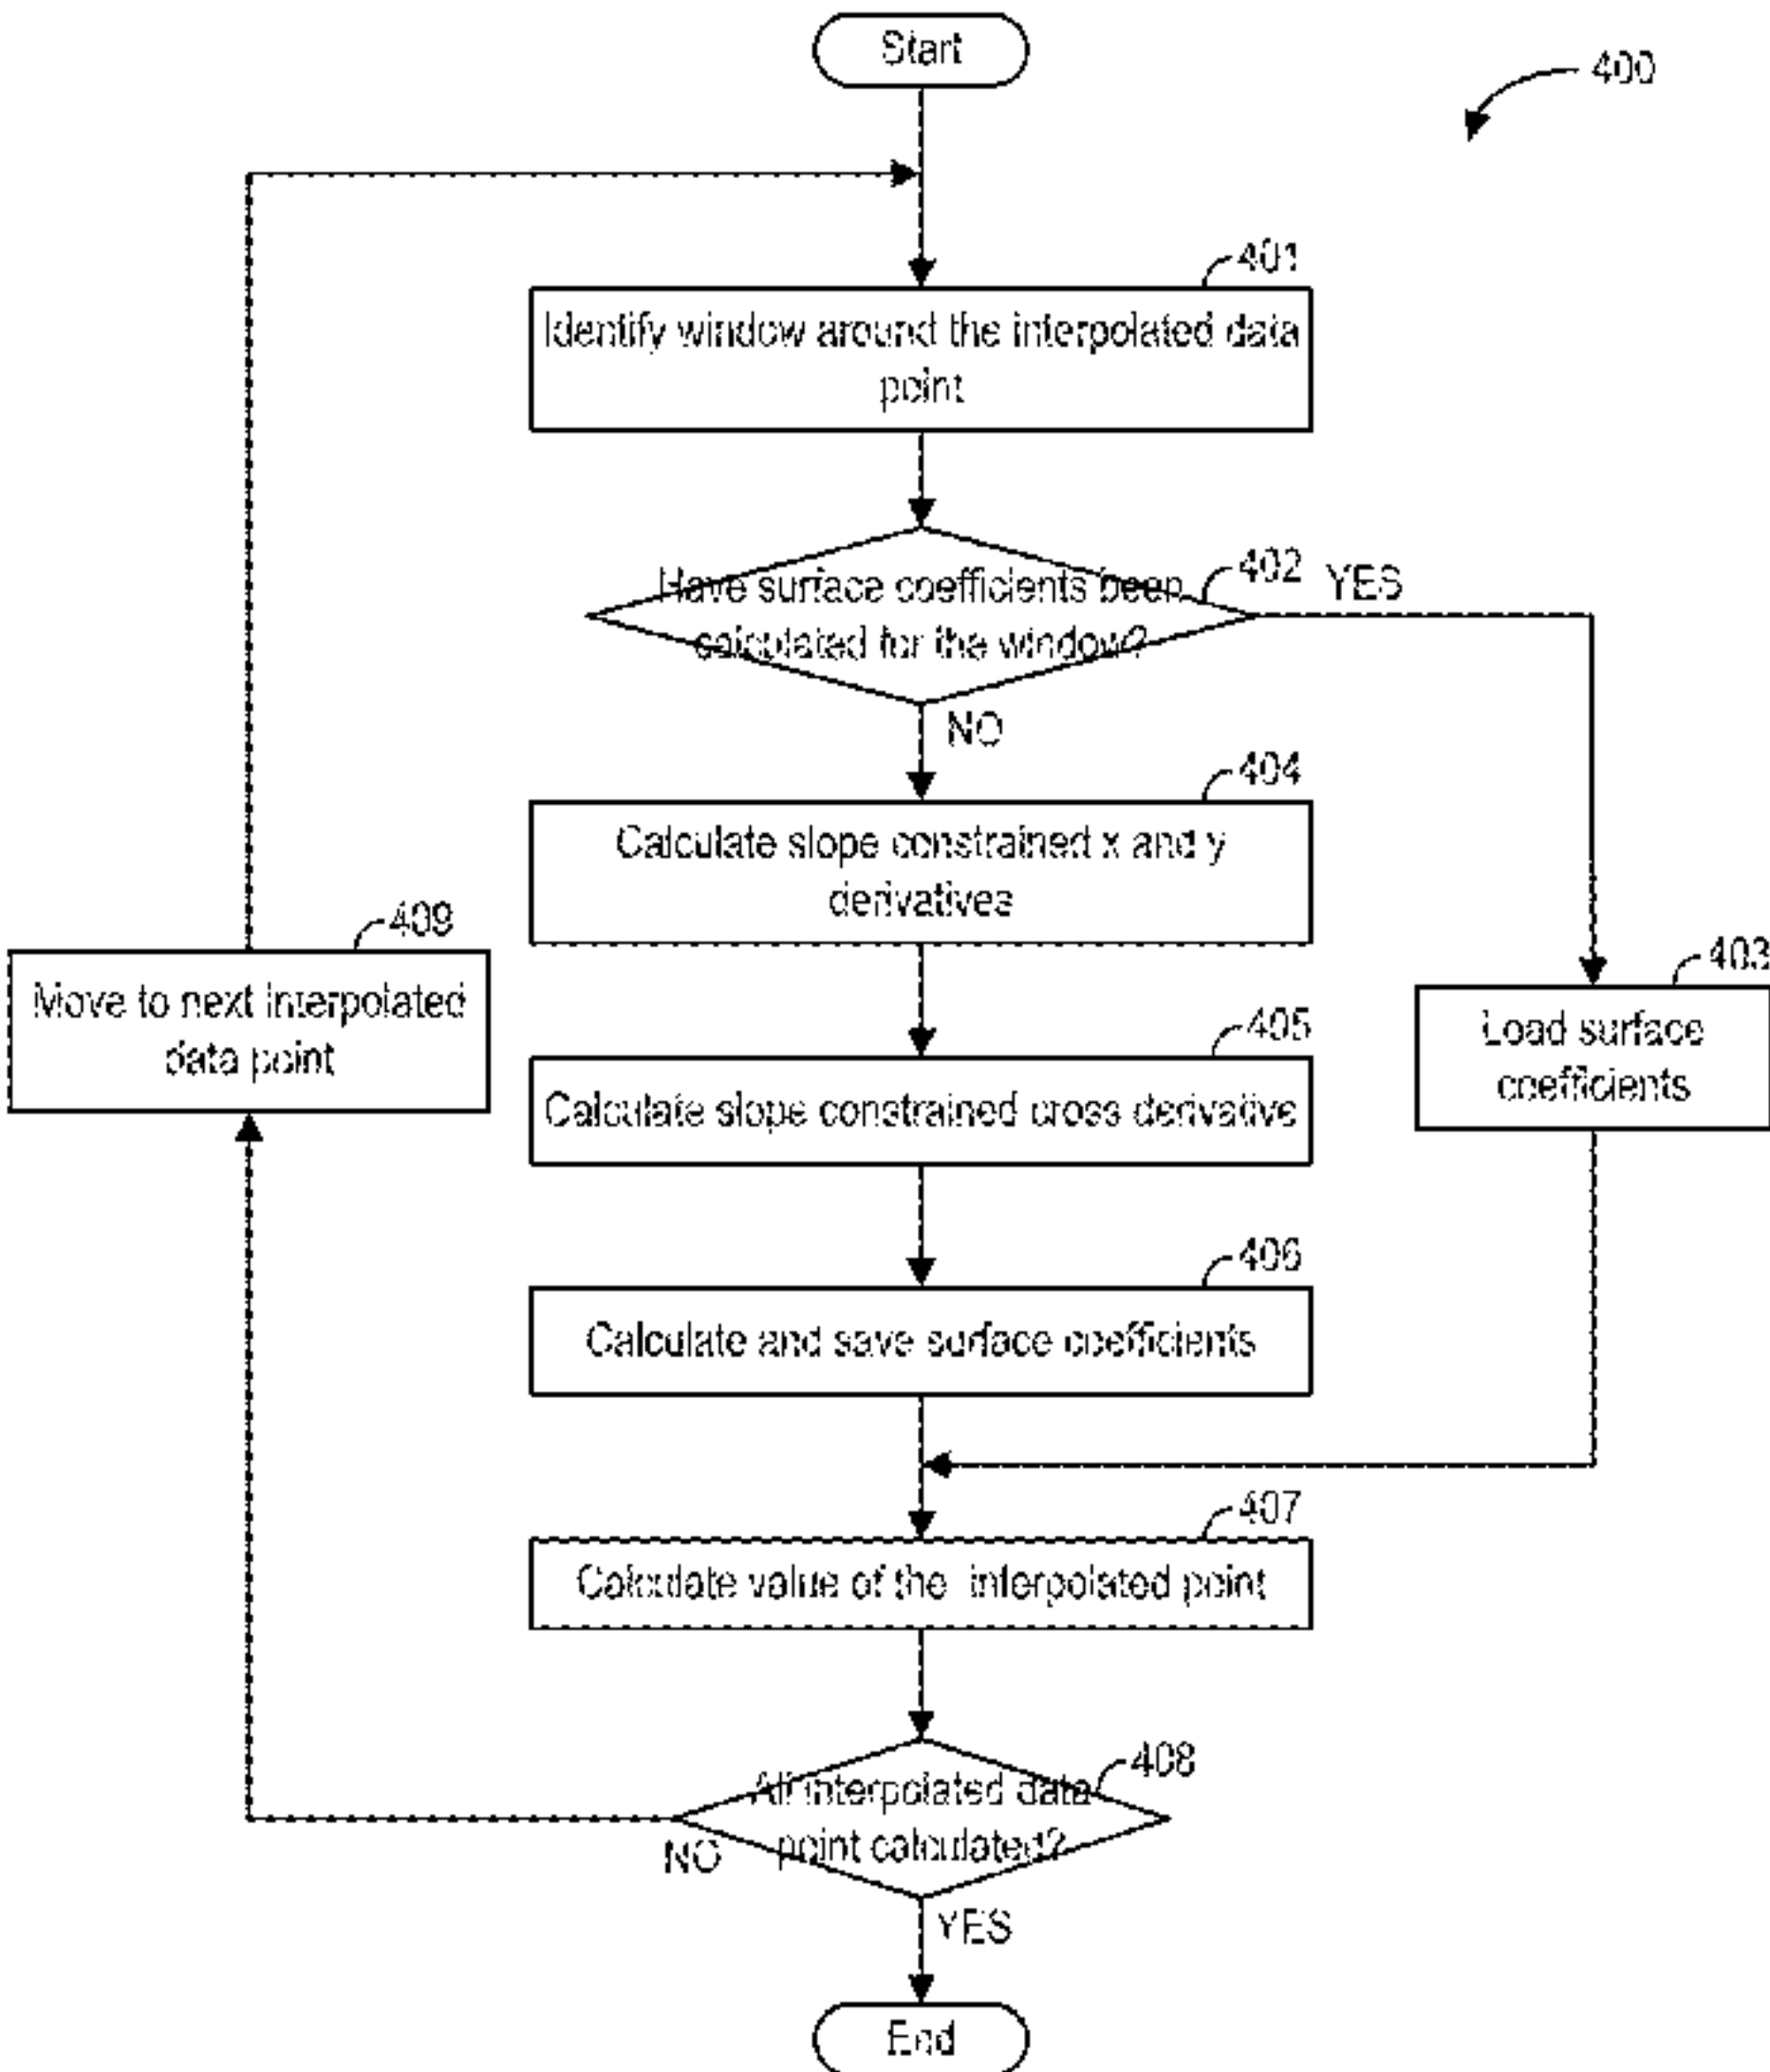 Start
400
401
Identify window around the interpolated data
point
402
Have surface coefficients been
calculated for the window?
YES
NO
404
Calculate slope constrained x and y
derivatives
409
Move to next interpolated
data point
403
Load surface
coefficients
405
Calculate slope constrained cross derivative
406
Calculate and save surface coefficients
407
Calculate value of the interpolated point
408
All interpolated data
point calculated?
NO
YES
End